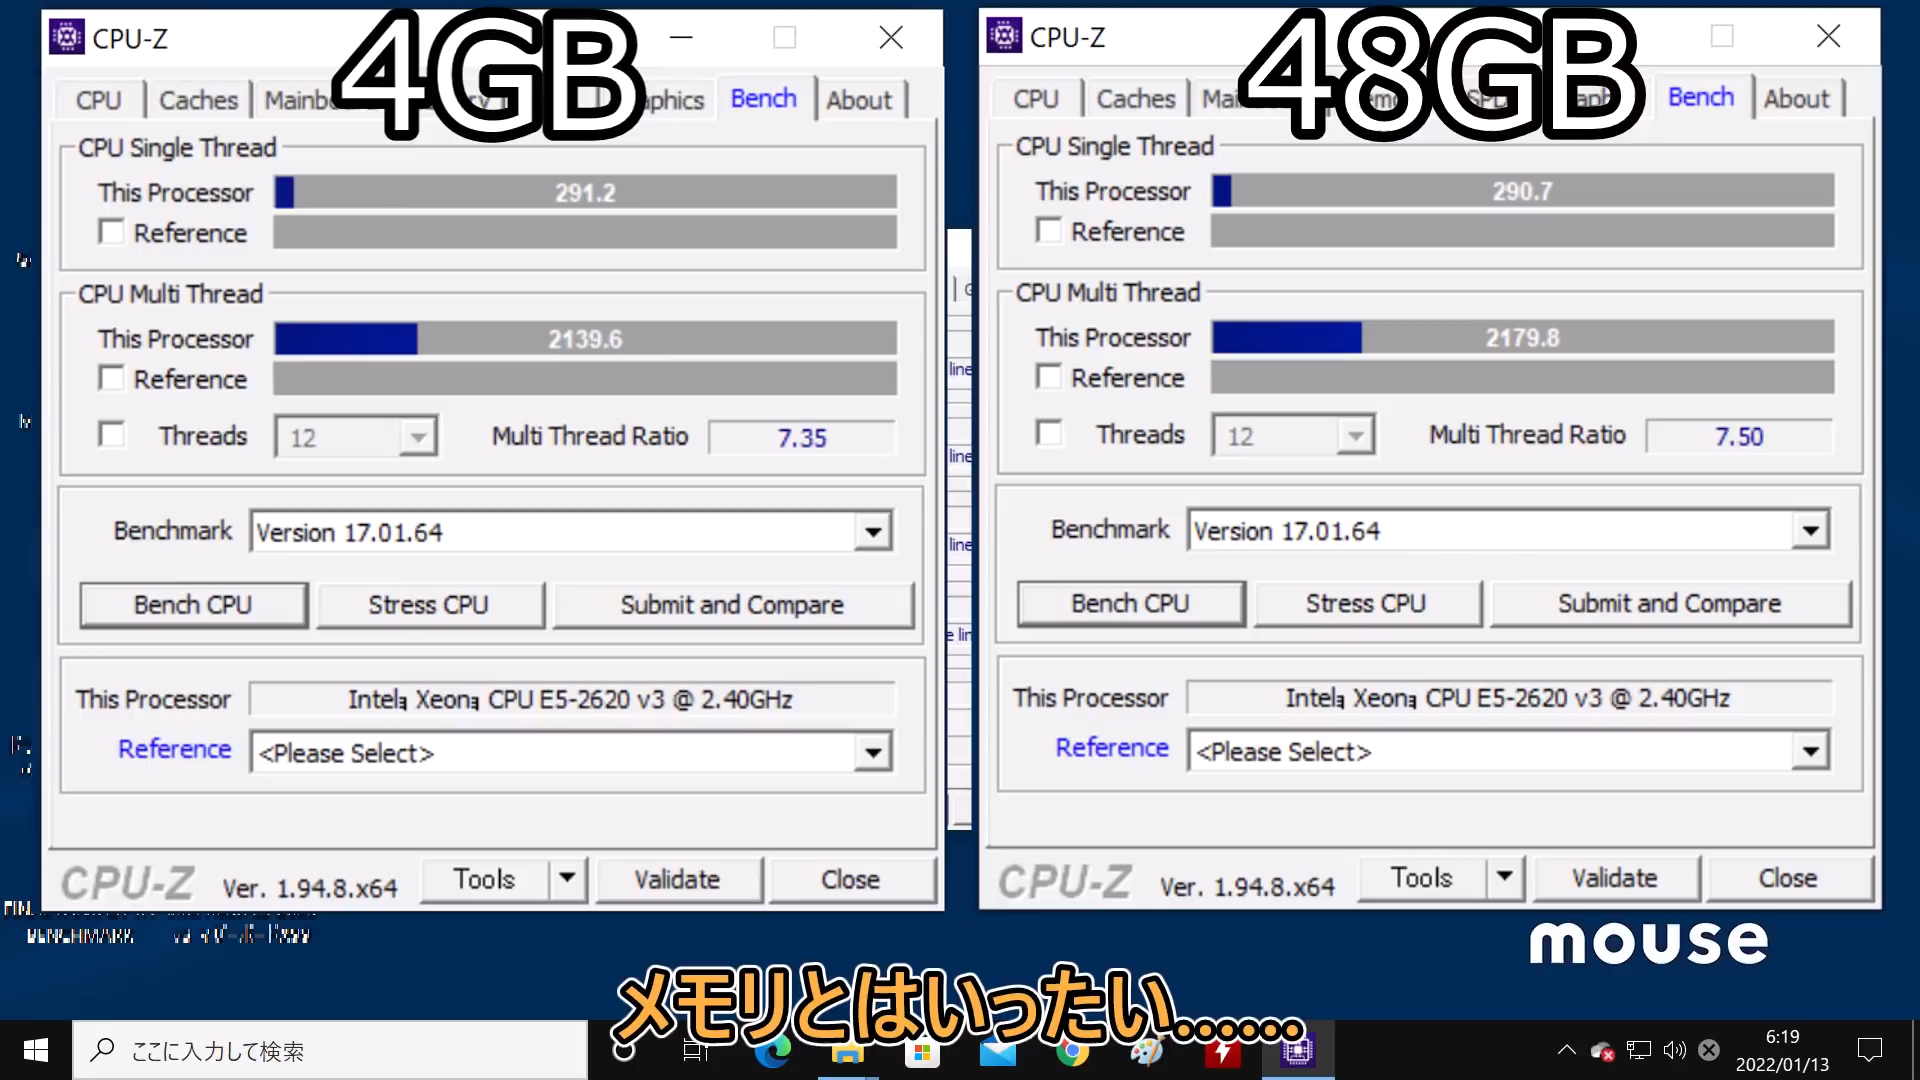 CPU-Z
4GB
CPU
Caches
Bench
About
CPU Single Thread
This Processor
291.2
Reference
CPU Multi Thread
This Processor
2139.6
Reference
Threads
12
Multi Thread Ratio
7.35
Benchmark
Version 17.01.64
Bench CPU
Stress CPU
Submit and Compare
This Processor
Intel® Xeon® CPU E5-2620 v3 @ 2.40GHz
Reference
<Please Select>
CPU-Z
Ver. 1.94.8.x64
Tools
Validate
Close
CPU-Z
48GB
CPU
Caches
Bench
About
CPU Single Thread
This Processor
290.7
Reference
CPU Multi Thread
This Processor
2179.8
Reference
Threads
12
Multi Thread Ratio
7.50
Benchmark
Version 17.01.64
Bench CPU
Stress CPU
Submit and Compare
This Processor
Intel® Xeon® CPU E5-2620 v3 @ 2.40GHz
Reference
<Please Select>
CPU-Z
Ver. 1.94.8.x64
Tools
Validate
Close
line
line
line
mouse
メモリとはいったい......
ここに入力して検索
6:19
2022/01/13